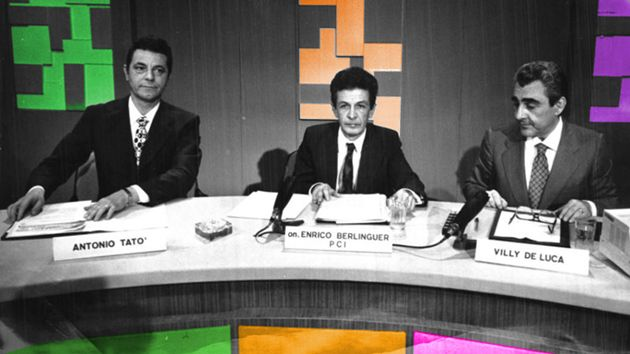 ANTONIO TATO'
on. ENRICO BERLINGUER
PCI
VILLY DE LUCA